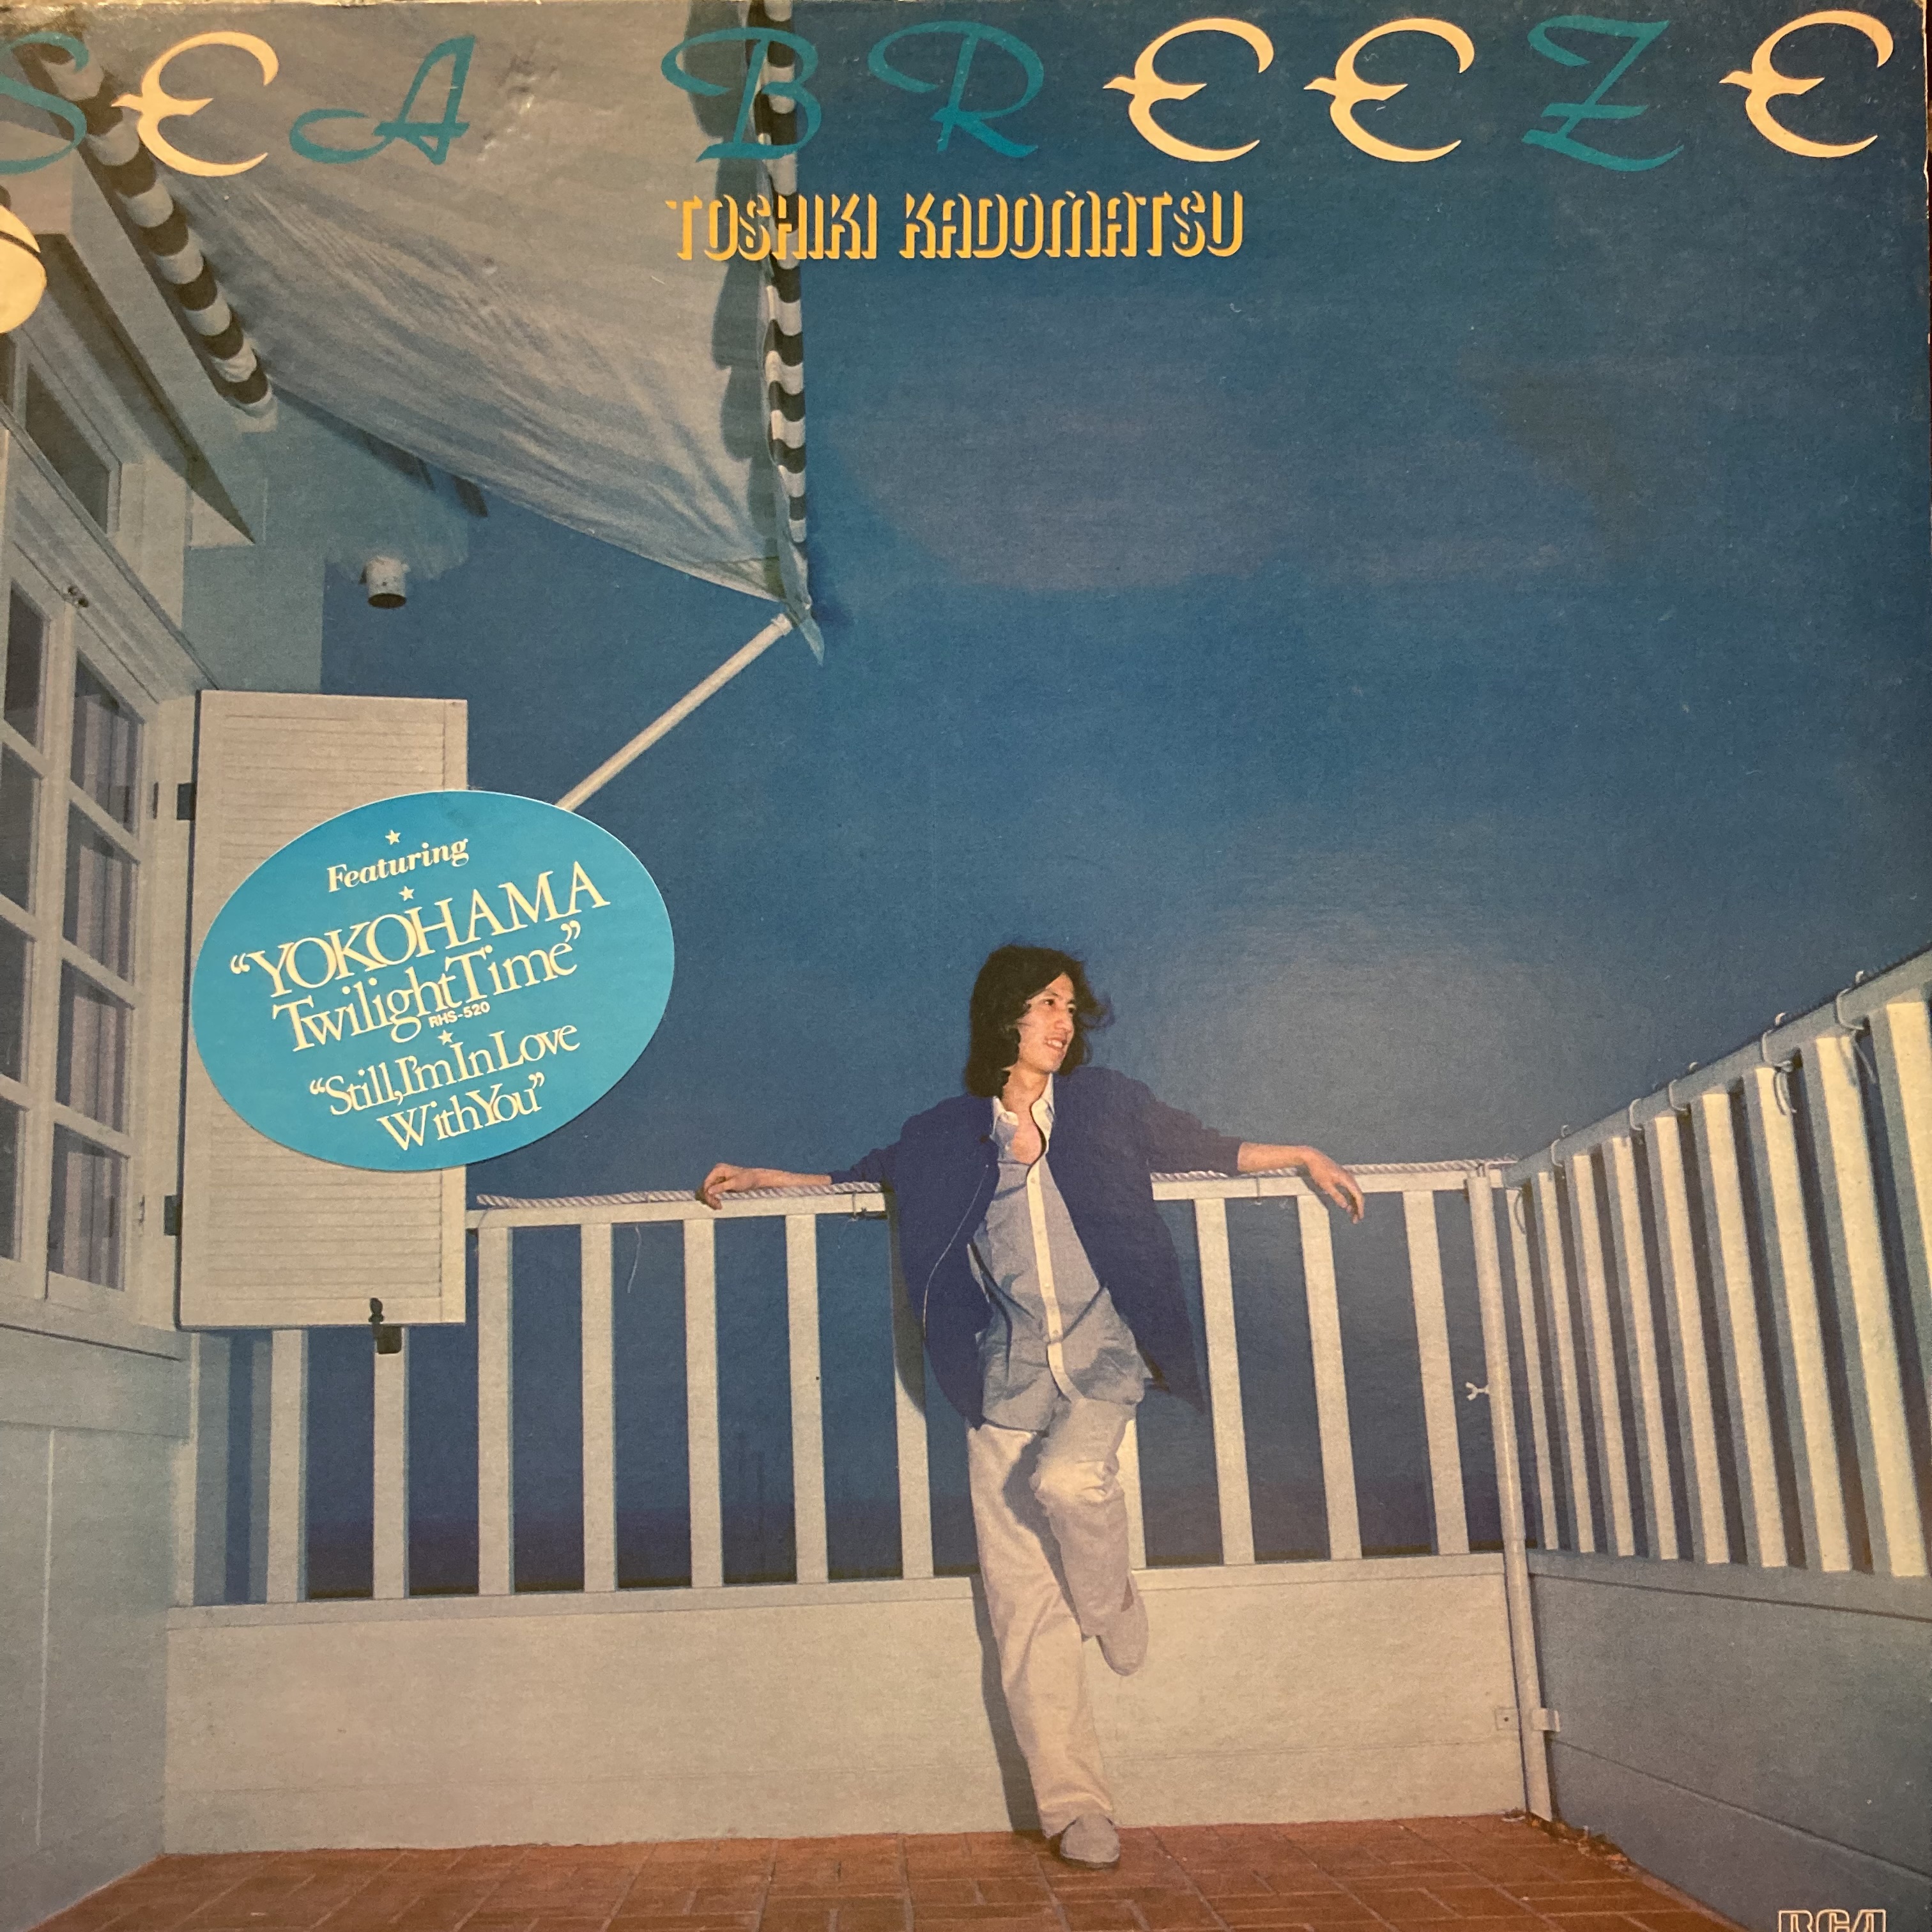 SEA BREEZE
TOSHIKI KADOMATSU
Featuring
“YOKOHAMA
Twilight Time”
RHS-520
“Still, I'm In Love
With You”
RCA